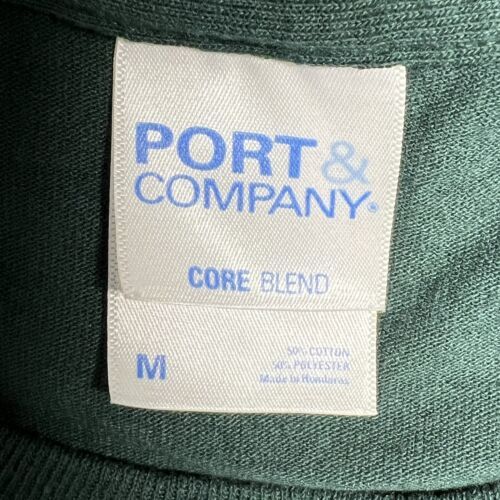 PORT &
COMPANY®
CORE BLEND
M
50% COTTON
50% POLYESTER
Made in Honduras